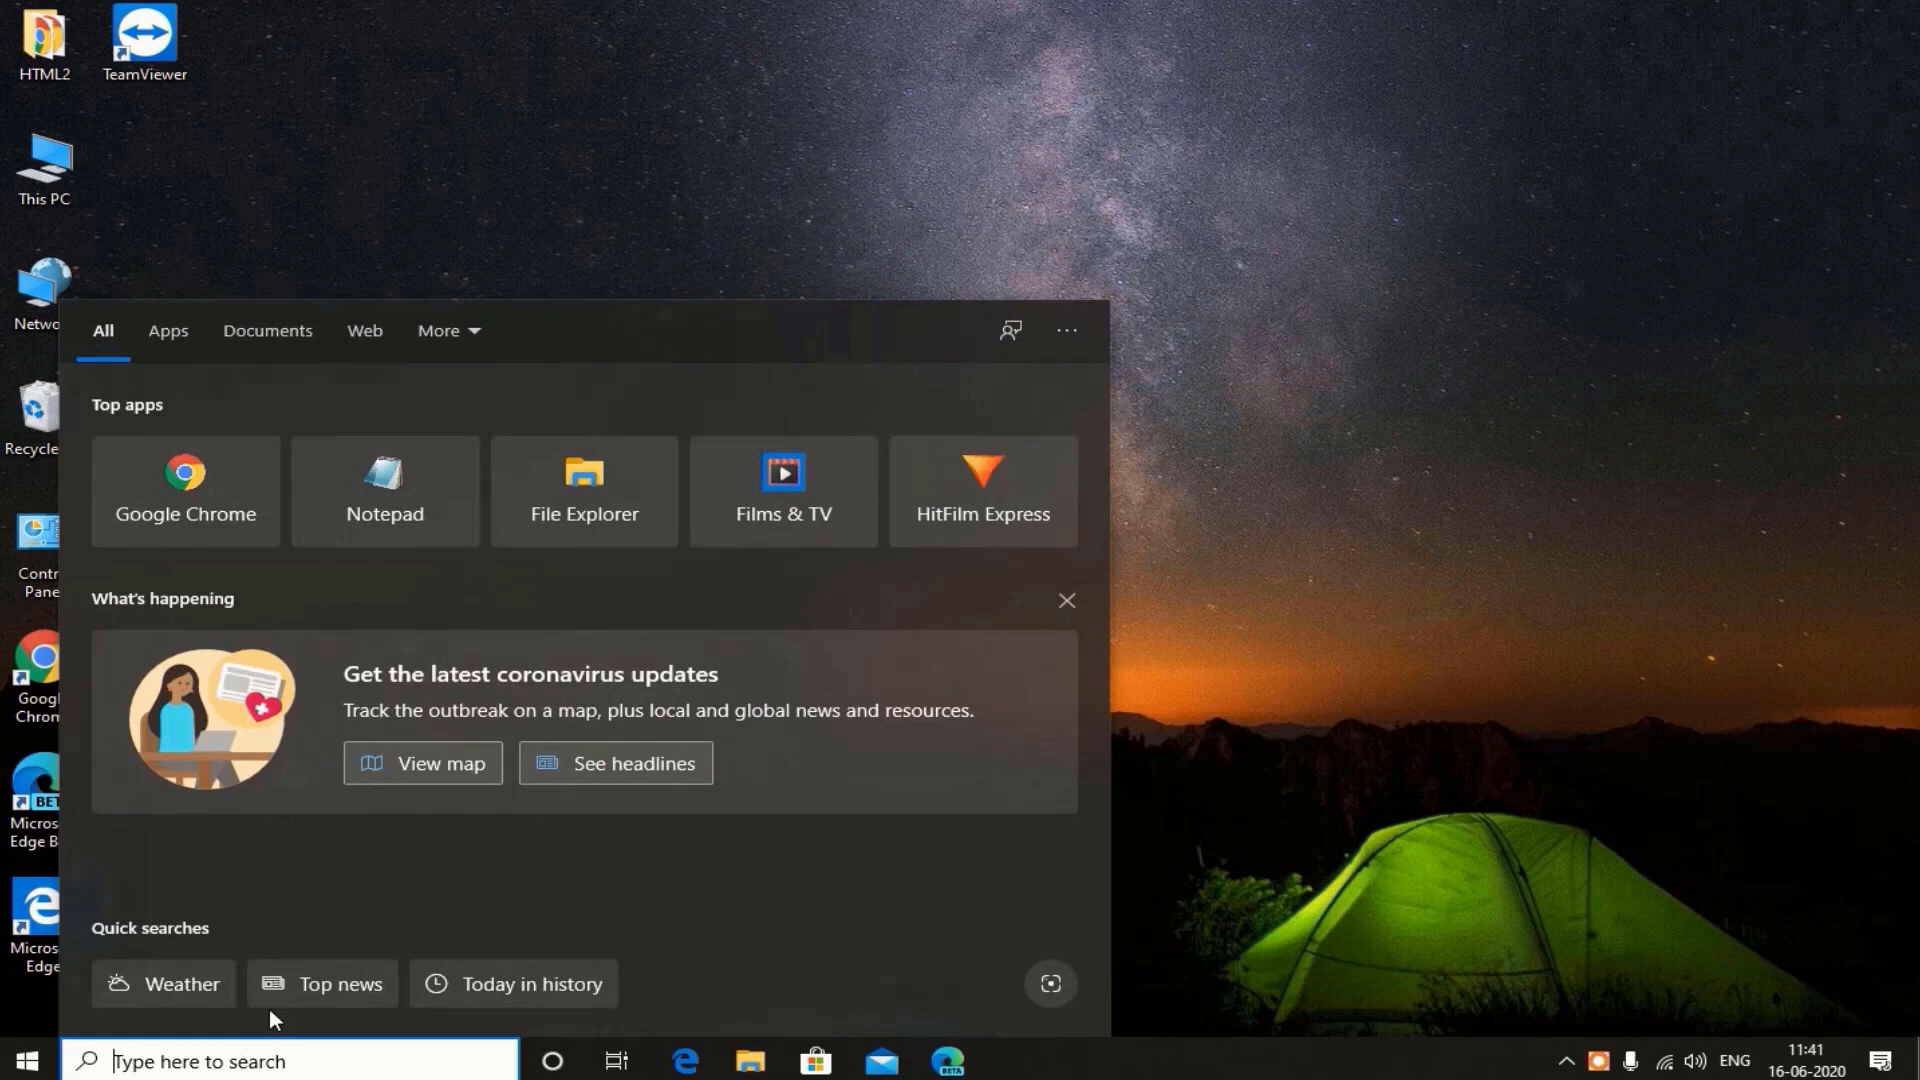 HTML2
TeamViewer
This PC
Netwo
Recycle
Contr
Pane
Googl
Chrom
BET
Micros
Edge B
Micros
Edge
All
Apps
Documents
Web
More
Top apps
Google Chrome
Notepad
File Explorer
Films & TV
HitFilm Express
What's happening
Get the latest coronavirus updates
Track the outbreak on a map, plus local and global news and resources.
View map
See headlines
Quick searches
Weather
Top news
Today in history
Type here to search
BETA
ENG
11:41
16-06-2020